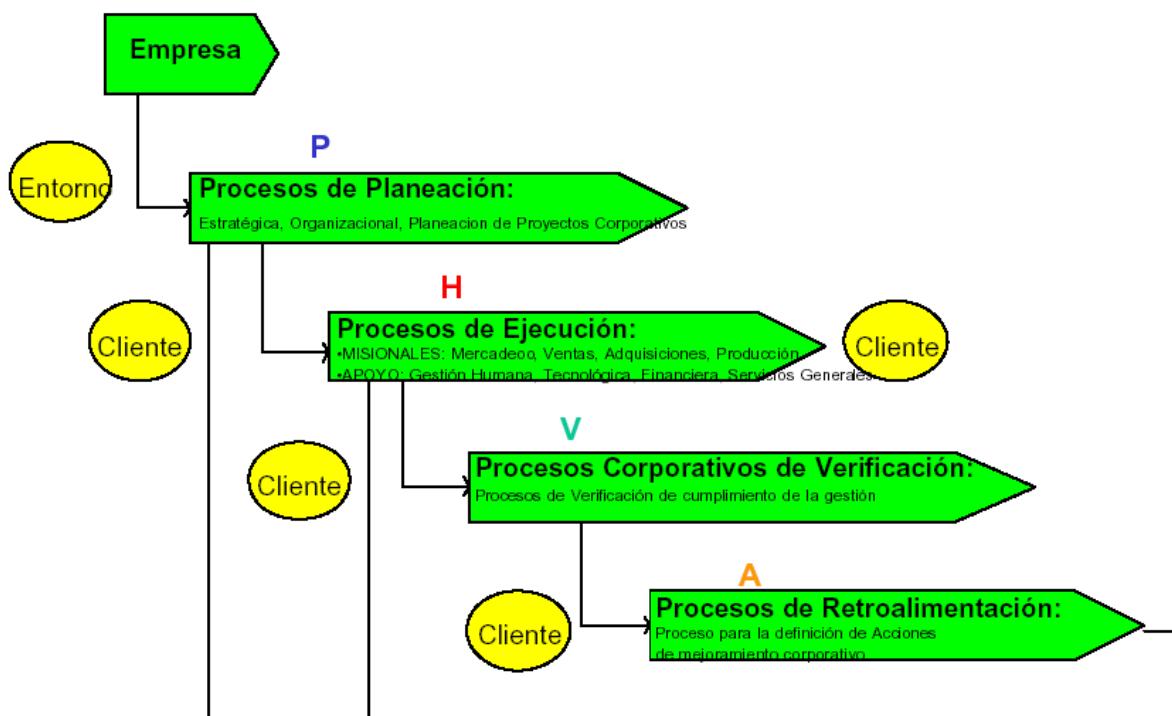 Empresa
P
Entorno
Procesos de Planeación:
Estratégica, Organizacional, Planeacion de Proyectos Corporativos
H
Cliente
Procesos de Ejecución:
•MISIONALES: Mercadeoo, Ventas, Adquisiciones, Producción
•APOYO: Gestión Humana, Tecnológica, Financiera, Servicios Generales
Cliente
V
Cliente
Procesos Corporativos de Verificación:
Procesos de Verificación de cumplimiento de la gestión
A
Cliente
Procesos de Retroalimentación:
Proceso para la definición de Acciones
de mejoramiento corporativo